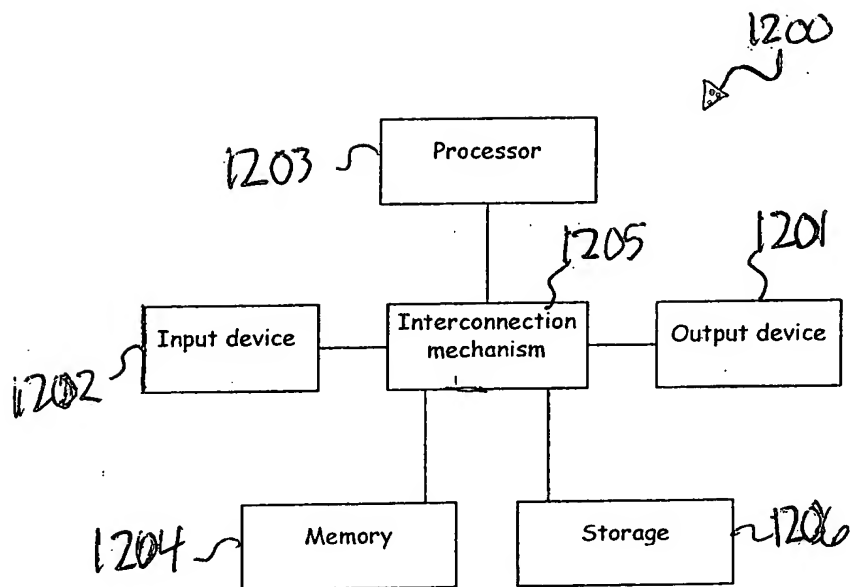 1200
Processor
1203
1205
1201
Input device
Interconnection
mechanism
Output device
1202
Memory
Storage
1204
1206